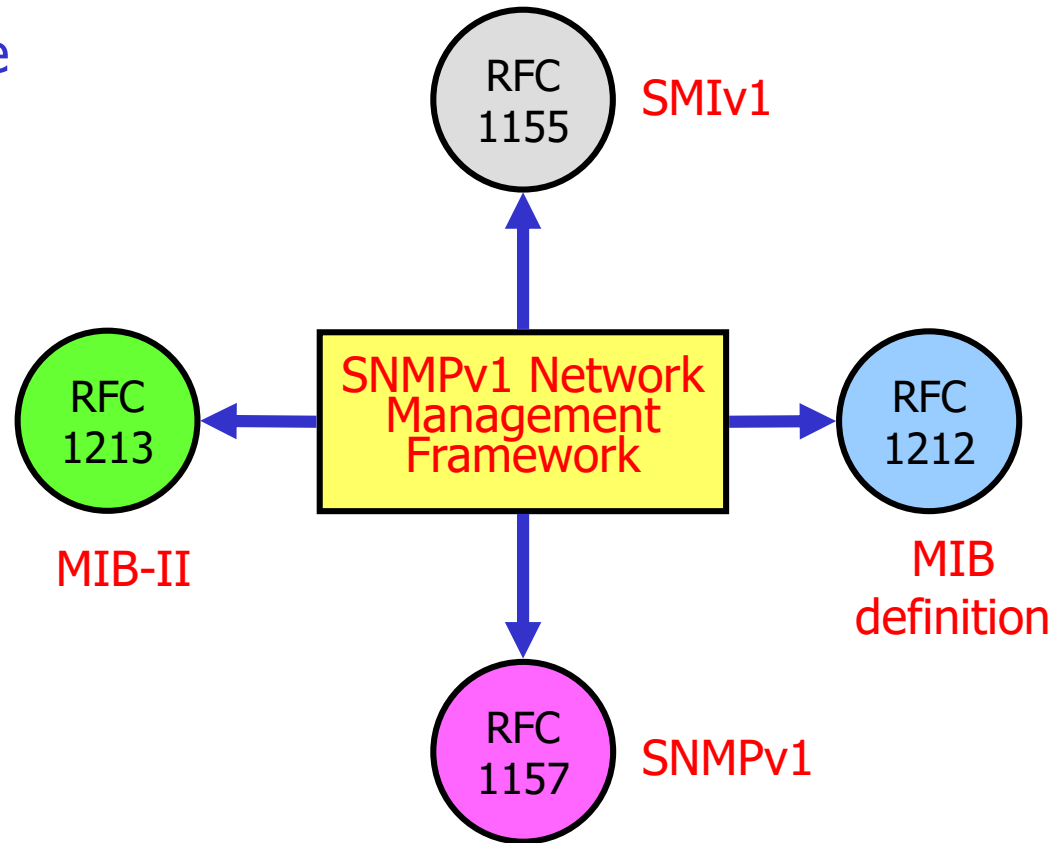 e
RFC
1155
SMIv1
SNMPv1 Network
Management
Framework
RFC
1213
MIB-II
RFC
1212
MIB
definition
RFC
1157
SNMPv1